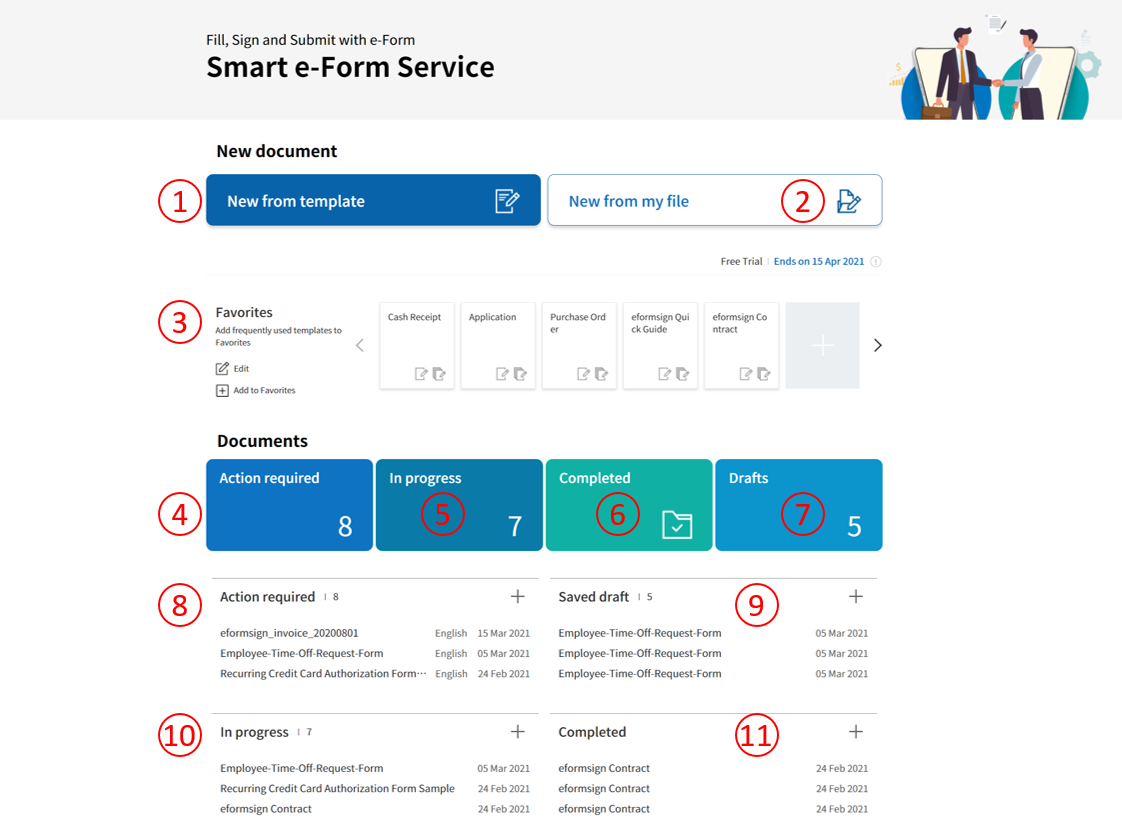 Fill, Sign and Submit with e-Form
Smart e-Form Service
New document
1 New from template
New from my file 2
Free Trial | Ends on 15 Apr 2021
3 Favorites
Add frequently used templates to
Favorites
Edit
Add to Favorites
Cash Receipt
Application
Purchase Ord
er
eformsign Qui
ck Guide
eformsign Co
ntract
Documents
4 Action required 8
In progress 5 7
Completed 6
Drafts 7 5
8 Action required | 8
eformsign_invoice_20200801 English 15 Mar 2021
Employee-Time-Off-Request-Form English 05 Mar 2021
Recurring Credit Card Authorization Form… English 24 Feb 2021
Saved draft | 5 9
Employee-Time-Off-Request-Form 05 Mar 2021
Employee-Time-Off-Request-Form 05 Mar 2021
Employee-Time-Off-Request-Form 05 Mar 2021
10 In progress | 7
Employee-Time-Off-Request-Form 05 Mar 2021
Recurring Credit Card Authorization Form Sample 24 Feb 2021
eformsign Contract 24 Feb 2021
Completed 11
eformsign Contract 24 Feb 2021
eformsign Contract 24 Feb 2021
eformsign Contract 24 Feb 2021